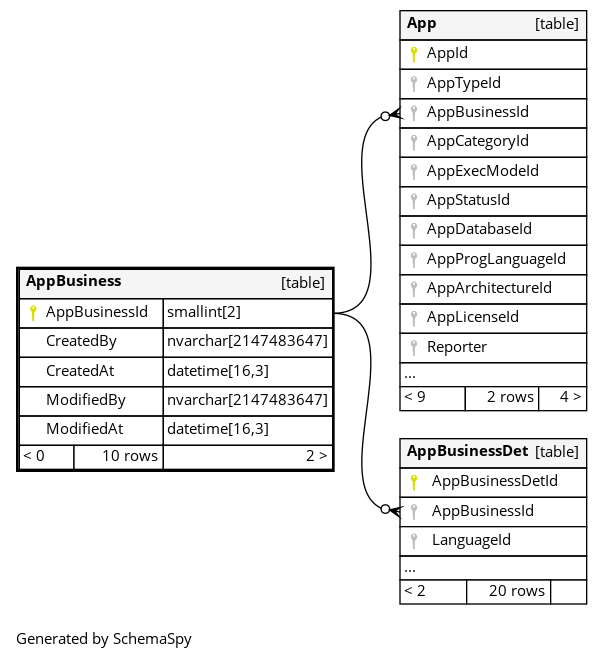 App [table]
AppId
AppTypeId
AppBusinessId
AppCategoryId
AppExecModeId
AppStatusId
AppDatabaseId
AppProgLanguageId
AppArchitectureId
AppLicenseId
Reporter
...
< 9 2 rows 4 >
AppBusiness [table]
AppBusinessId smallint[2]
CreatedBy nvarchar[2147483647]
CreatedAt datetime[16,3]
ModifiedBy nvarchar[2147483647]
ModifiedAt datetime[16,3]
< 0 10 rows 2 >
AppBusinessDet [table]
AppBusinessDetId
AppBusinessId
LanguageId
...
< 2 20 rows
Generated by SchemaSpy